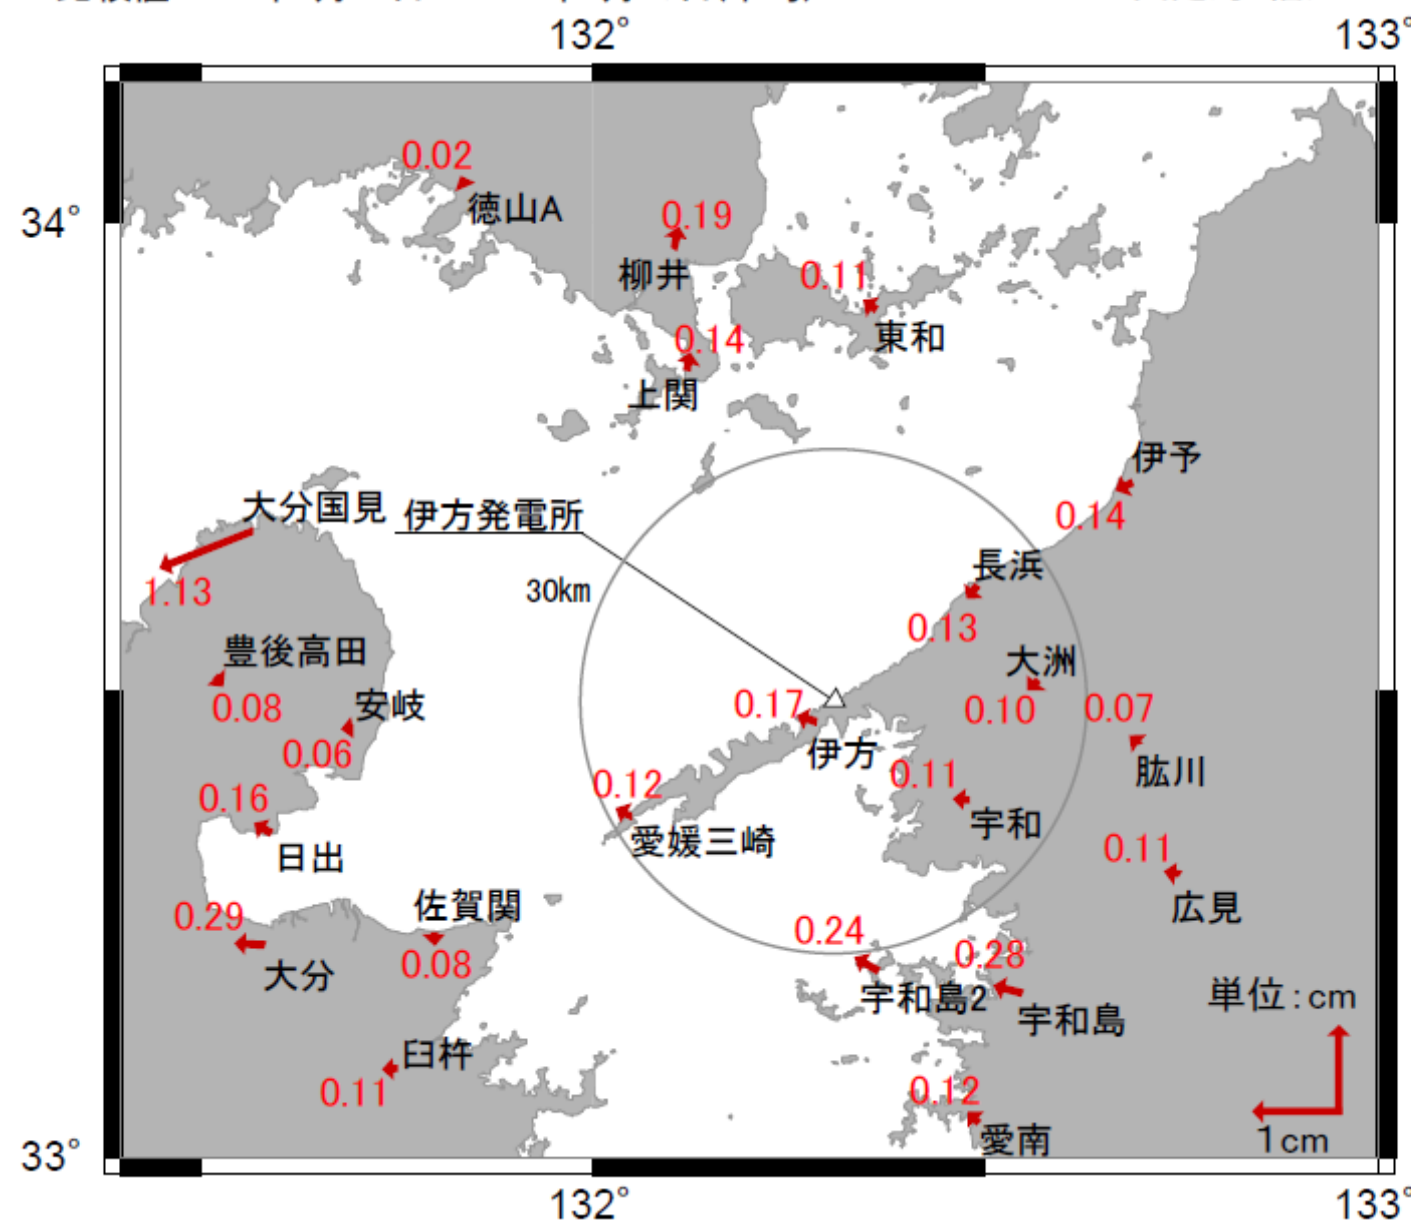 132°
133°
0.02
徳山A
34°
0.19
柳井
0.11
東和
0.14
上関
伊予
0.14
大分国見
伊方発電所
長浜
1.13
30km
0.13
豊後高田
大洲
0.08
安岐
0.17
0.10
0.07
0.06
伊方
肱川
0.16
0.12
0.11
日出
愛媛三崎
宇和
0.11
佐賀関
広見
0.29
0.24
0.28
大分
0.08
宇和島2
単位:cm
宇和島
臼杵
0.11
0.12
愛南
1cm
33°
132°
133°